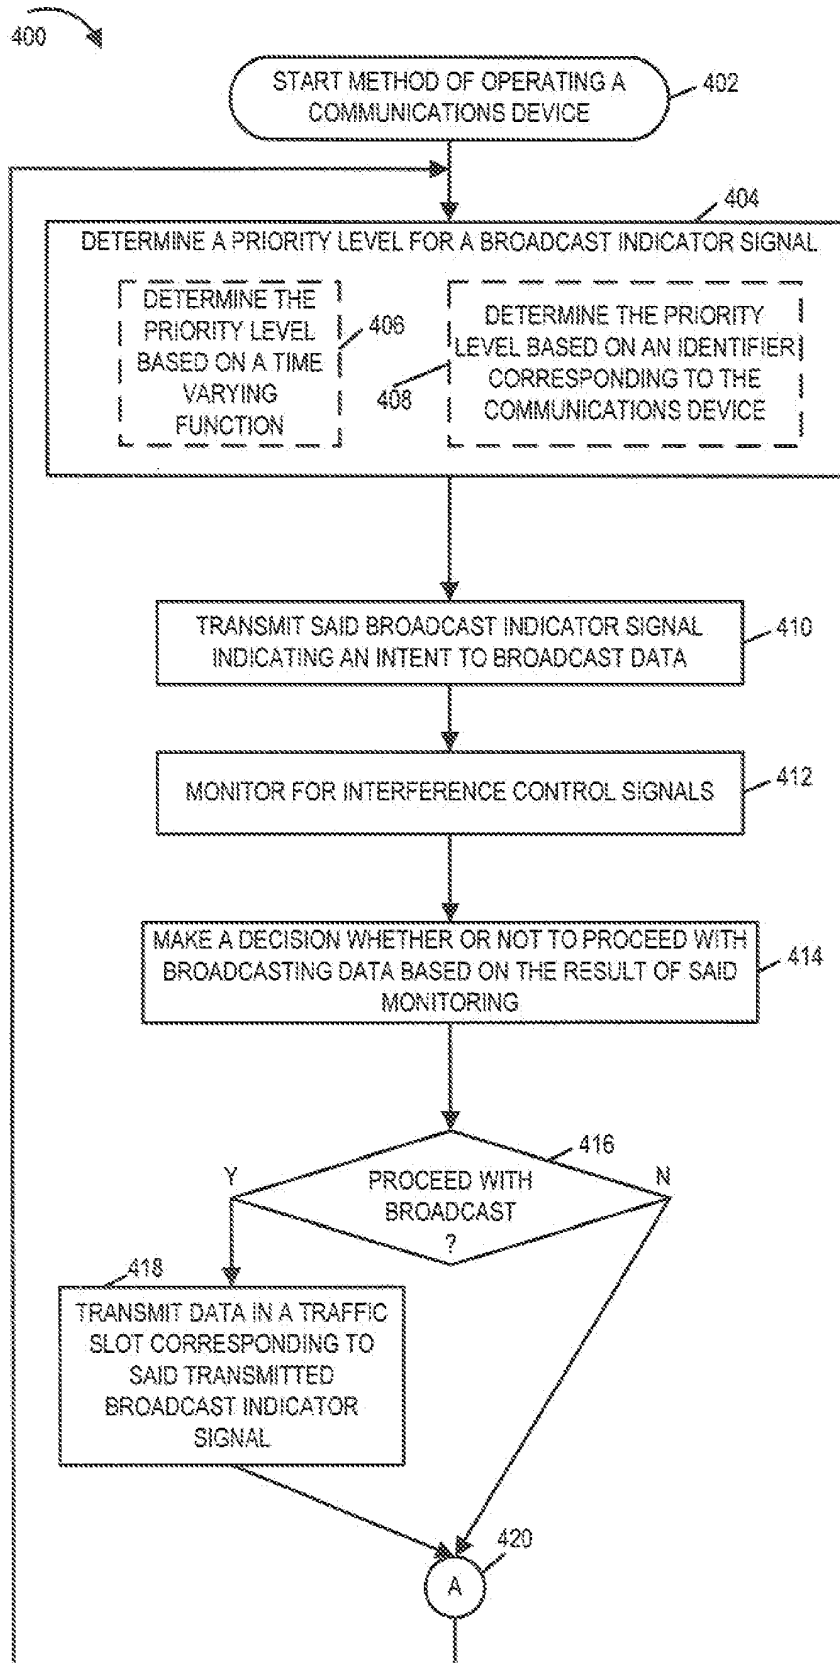 400
START METHOD OF OPERATING A
COMMUNICATIONS DEVICE
402
404
DETERMINE A PRIORITY LEVEL FOR A BROADCAST INDICATOR SIGNAL
DETERMINE THE
PRIORITY LEVEL
BASED ON A TIME
VARYING
FUNCTION
406
408
DETERMINE THE PRIORITY
LEVEL BASED ON AN IDENTIFIER
CORRESPONDING TO THE
COMMUNICATIONS DEVICE
TRANSMIT SAID BROADCAST INDICATOR SIGNAL
INDICATING AN INTENT TO BROADCAST DATA
410
MONITOR FOR INTERFERENCE CONTROL SIGNALS
412
MAKE A DECISION WHETHER OR NOT TO PROCEED WITH
BROADCASTING DATA BASED ON THE RESULT OF SAID
MONITORING
414
416
Y
PROCEED WITH
BROADCAST
?
N
418
TRANSMIT DATA IN A TRAFFIC
SLOT CORRESPONDING TO
SAID TRANSMITTED
BROADCAST INDICATOR
SIGNAL
420
A